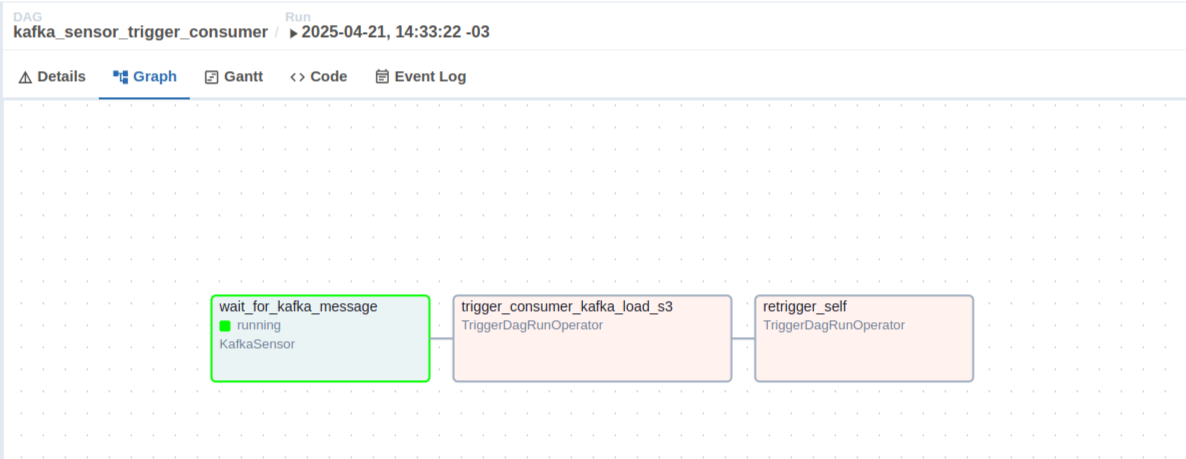 DAG
Run
kafka_sensor_trigger_consumer / 2025-04-21, 14:33:22 -03
Details Graph Gantt Code Event Log
wait_for_kafka_message
running
KafkaSensor
trigger_consumer_kafka_load_s3
TriggerDagRunOperator
retrigger_self
TriggerDagRunOperator